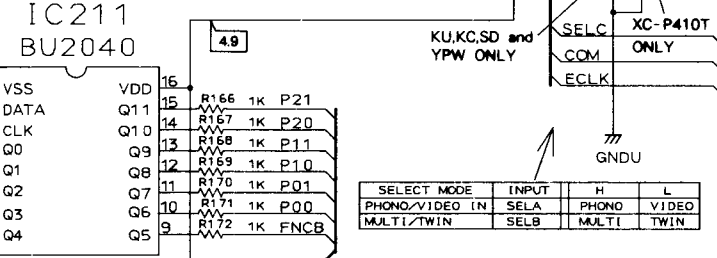 IC211
BU2040
4.9
KU,KC,SD and
YPW ONLY
SELC
COM
ECLK
XC-P410T
ONLY
GNDU
VSS VDD 16
DATA Q11 15 R166 1K P21
CLK Q10 14 R167 1K P20
Q0 Q9 13 R168 1K P11
Q1 Q8 12 R169 1K P10
Q2 Q7 11 R170 1K P01
Q3 Q6 10 R171 1K P00
Q4 Q5 9 R172 1K FNCB
SELECT MODE INPUT H L
PHONO/VIDEO IN SELA PHONO VIDEO
MULTI/TWIN SELB MULTI TWIN